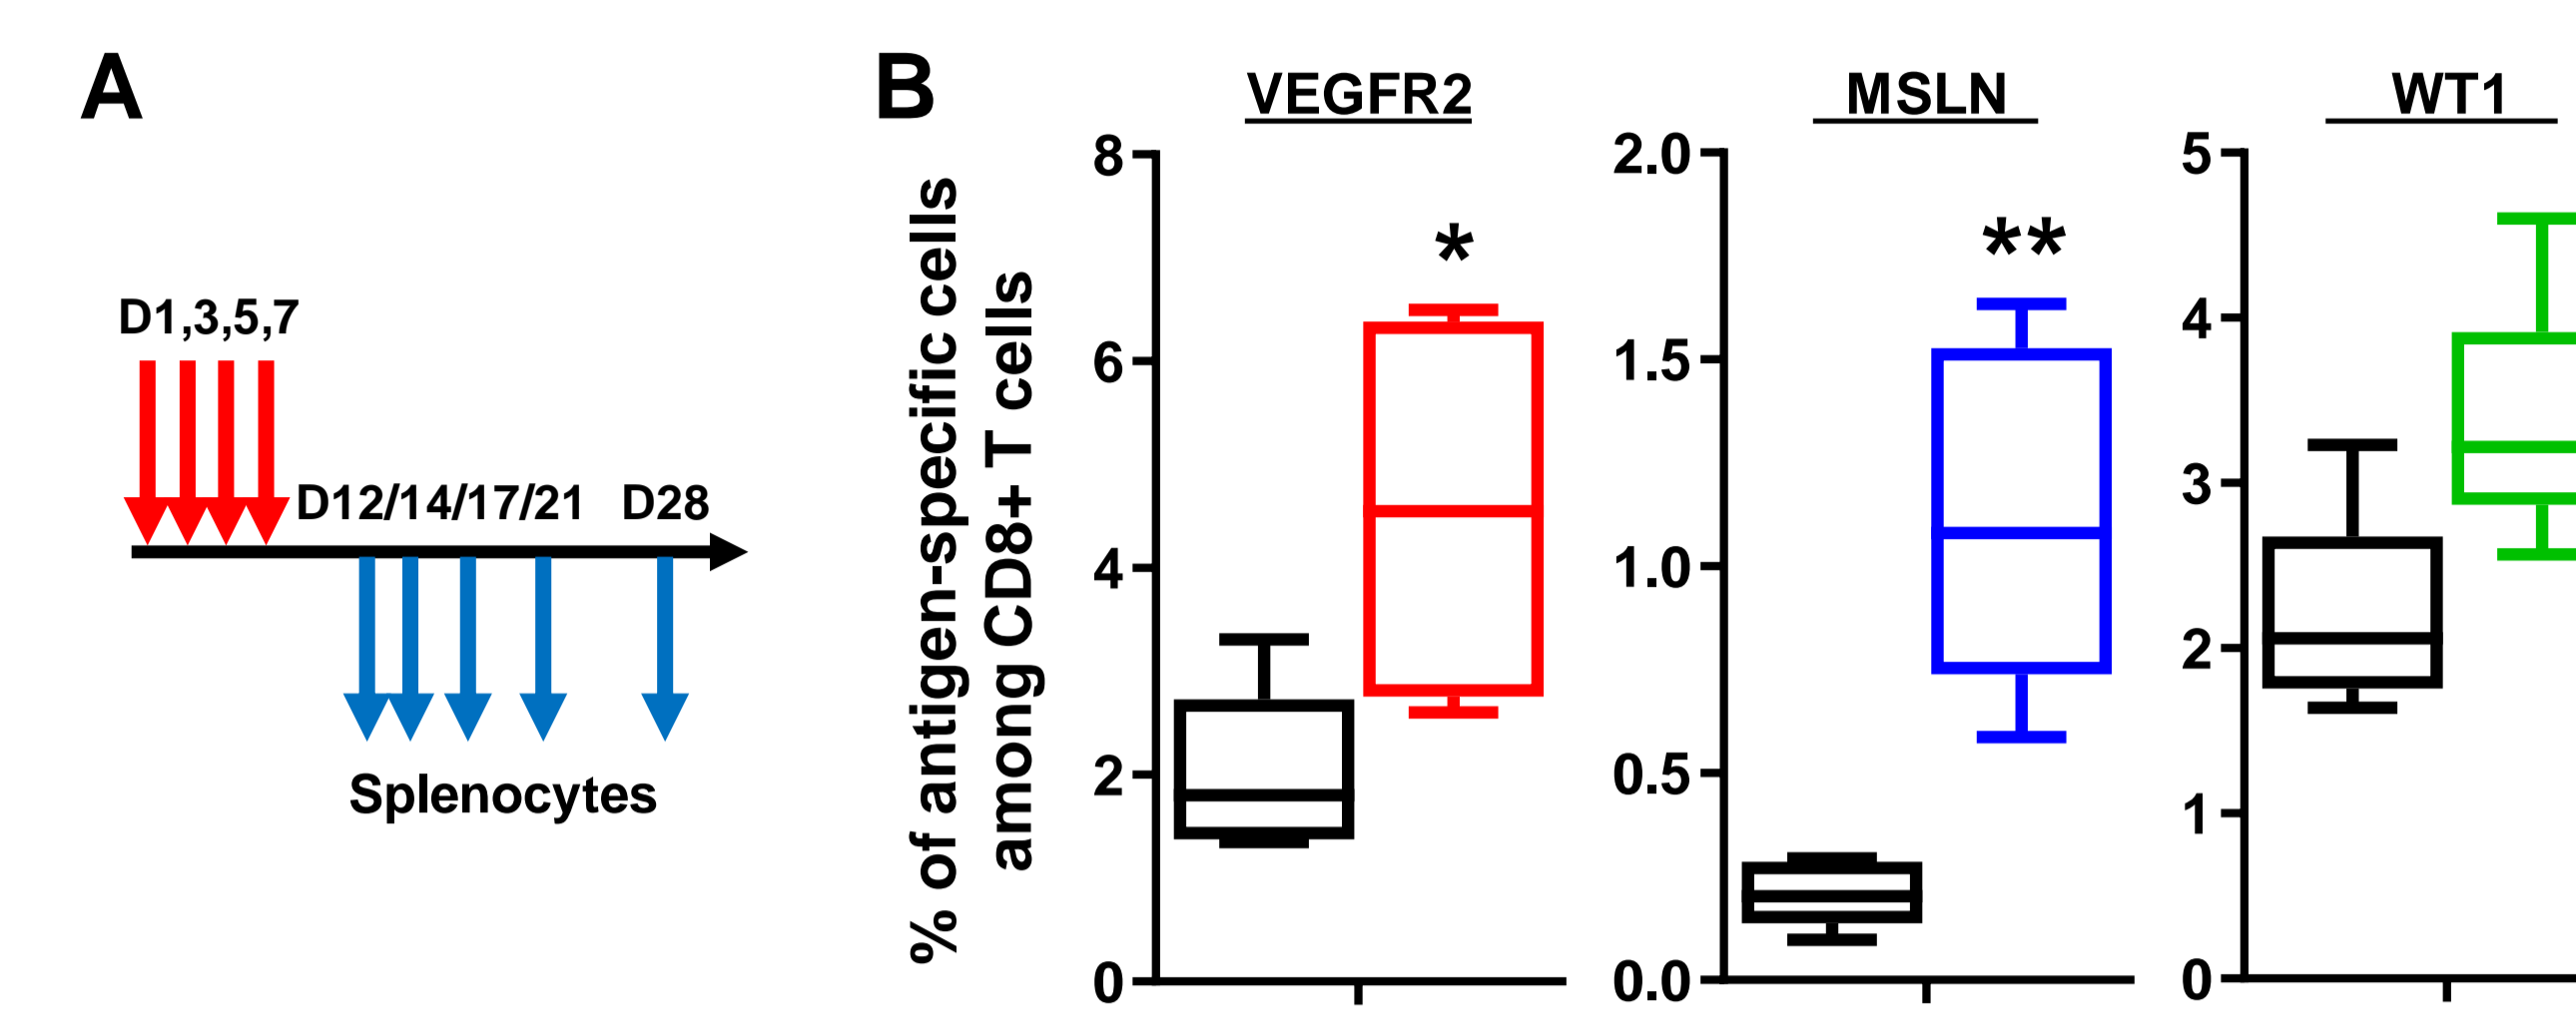 A
B
VEGFR2
MSLN
WT1
D1,3,5,7
D12/14/17/21
D28
Splenocytes
% of antigen-specific cells
among CD8+ T cells
8
6
4
2
0
*
2.0
1.5
1.0
0.5
0.0
**
5
4
3
2
1
0